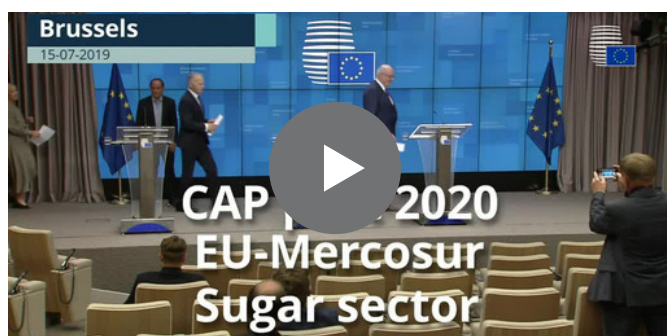 Brussels
15-07-2019
CAP 2020
EU-Mercosur
Sugar sector